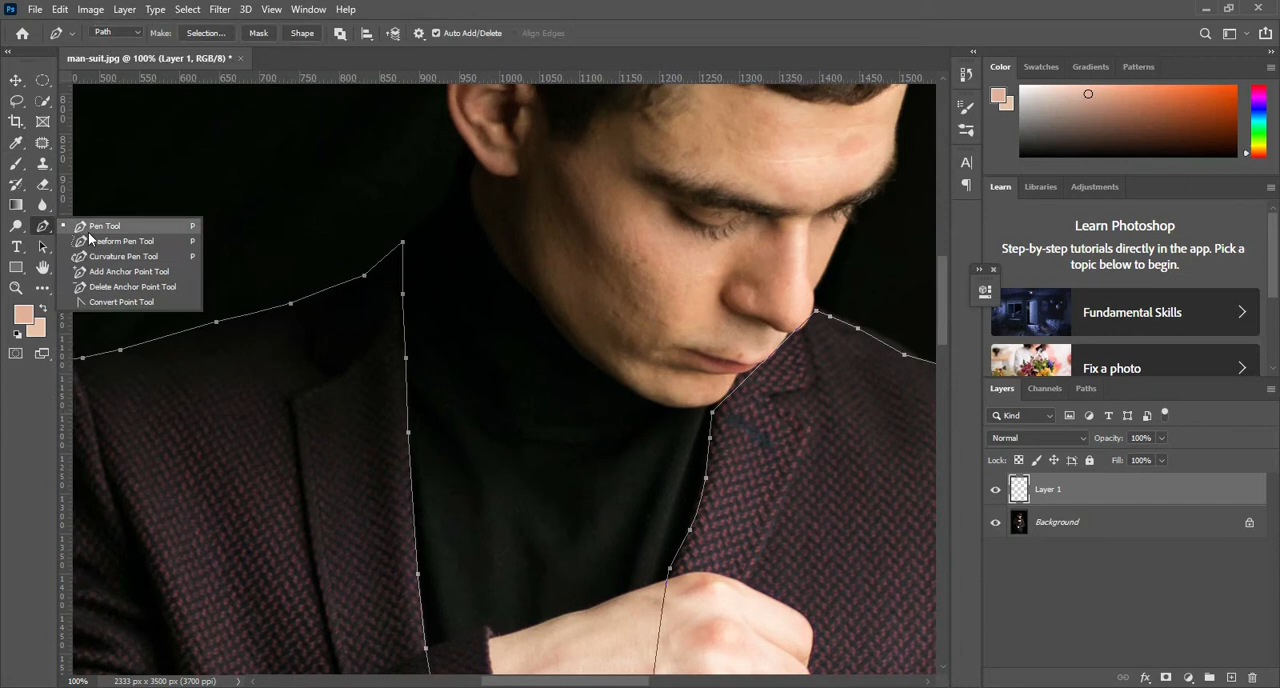 Ps File Edit Image Layer Type Select Filter 3D View Window Help
Path Make: Selection... Mask Shape Auto Add/Delete Align Edges
man-suit.jpg @ 100% (Layer 1, RGB/8) * ×
500 550 600 650 700 750 800 850 900 950 1000 1050 1100 1150 1200 1250 1300 1350 1400 1450 1500
Color Swatches Gradients Patterns
Learn Libraries Adjustments
Pen Tool P
Freeform Pen Tool P
Curvature Pen Tool P
Add Anchor Point Tool
Delete Anchor Point Tool
Convert Point Tool
Learn Photoshop
Step-by-step tutorials directly in the app. Pick a
topic below to begin.
Fundamental Skills
Fix a photo
Layers Channels Paths
Kind
Normal Opacity: 100%
Lock: Fill: 100%
Layer 1
Background
100% 2333 px x 3500 px (3700 ppi)